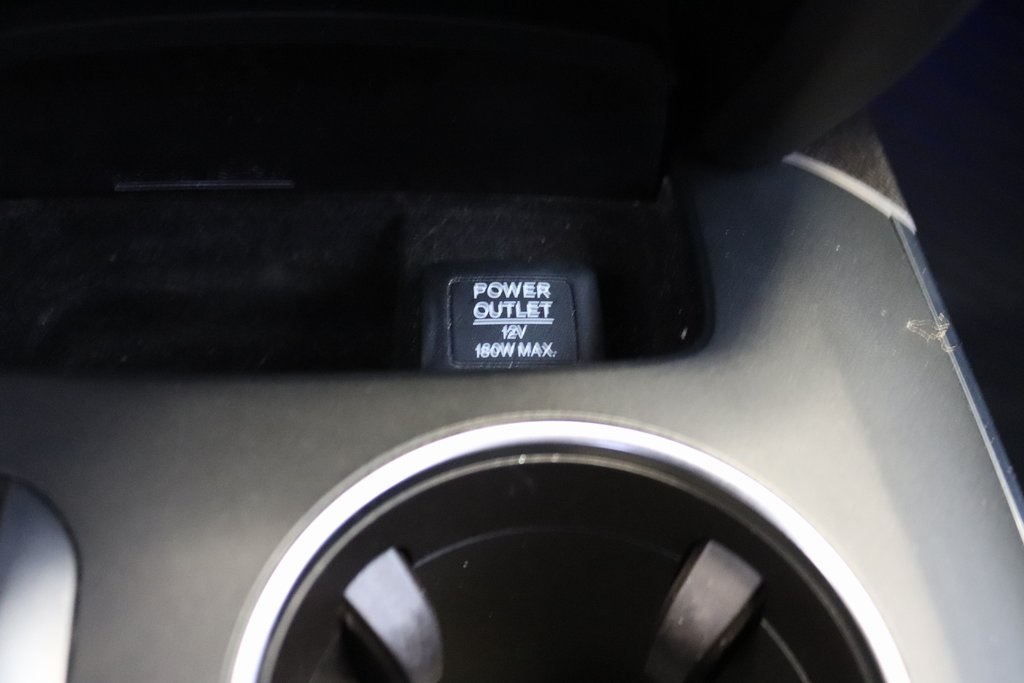 POWER
OUTLET
12V
180W MAX.